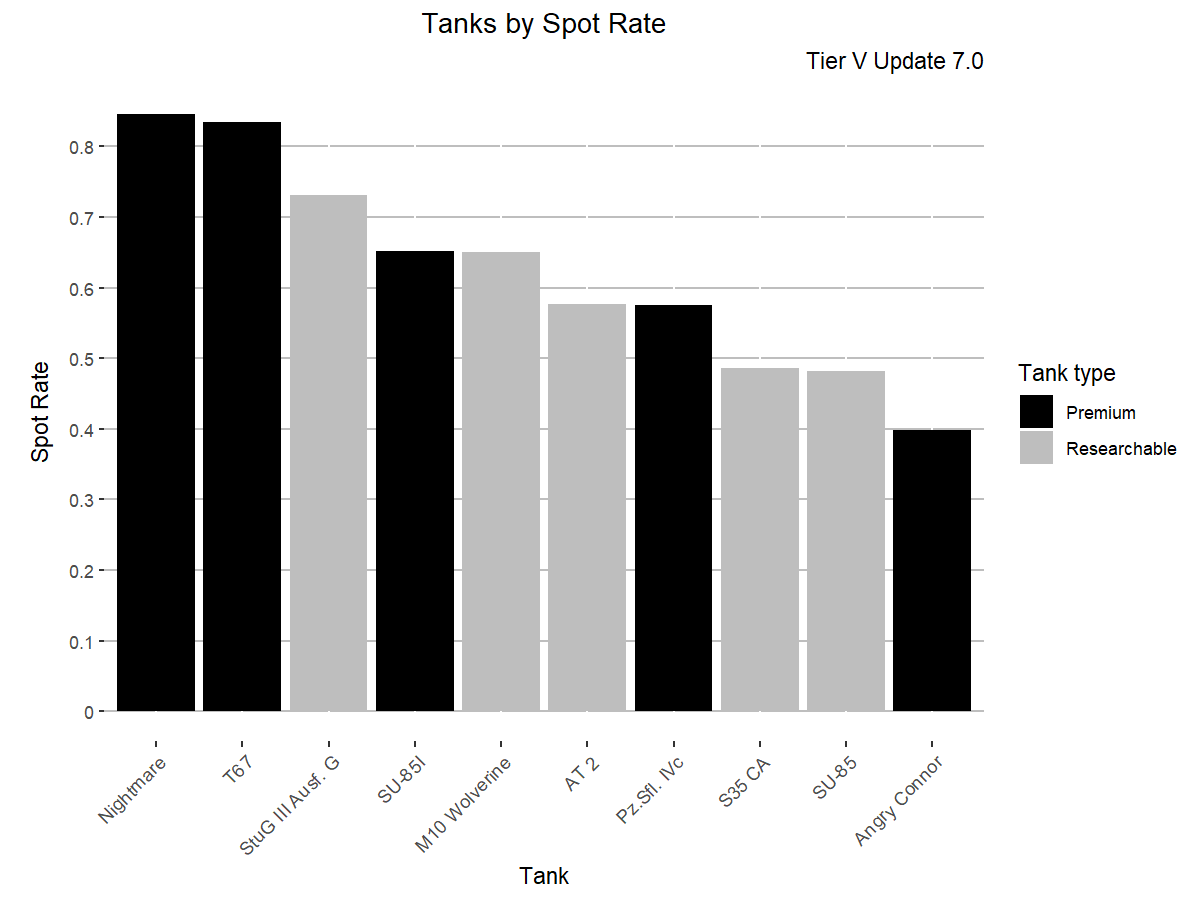 Tanks by Spot Rate
Tier V Update 7.0
Spot Rate
0.8
0.7
0.6
0.5
0.4
0.3
0.2
0.1
0
Nightmare
T67
StuG III Ausf. G
SU-85I
M10 Wolverine
AT 2
Pz.Sfl. IVc
S35 CA
SU-85
Angry Connor
Tank
Tank type
Premium
Researchable